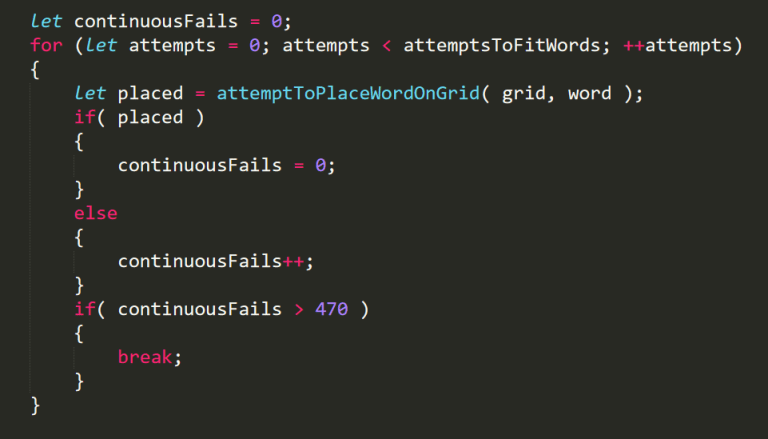 let continuousFails = 0;
for (let attempts = 0; attempts < attemptsToFitWords; ++attempts)
{
    let placed = attemptToPlaceWordOnGrid( grid, word );
    if( placed )
    {
        continuousFails = 0;
    }
    else
    {
        continuousFails++;
    }
    if( continuousFails > 470 )
    {
        break;
    }
}